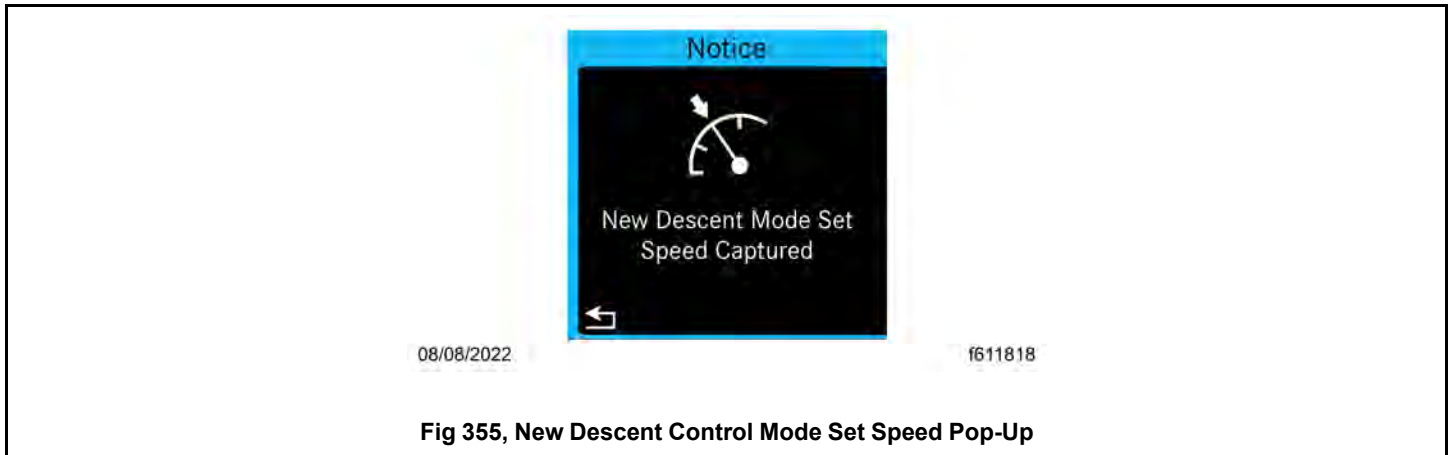 Notice
New Descent Mode Set
Speed Captured
08/08/2022
f611818
Fig 355, New Descent Control Mode Set Speed Pop-Up